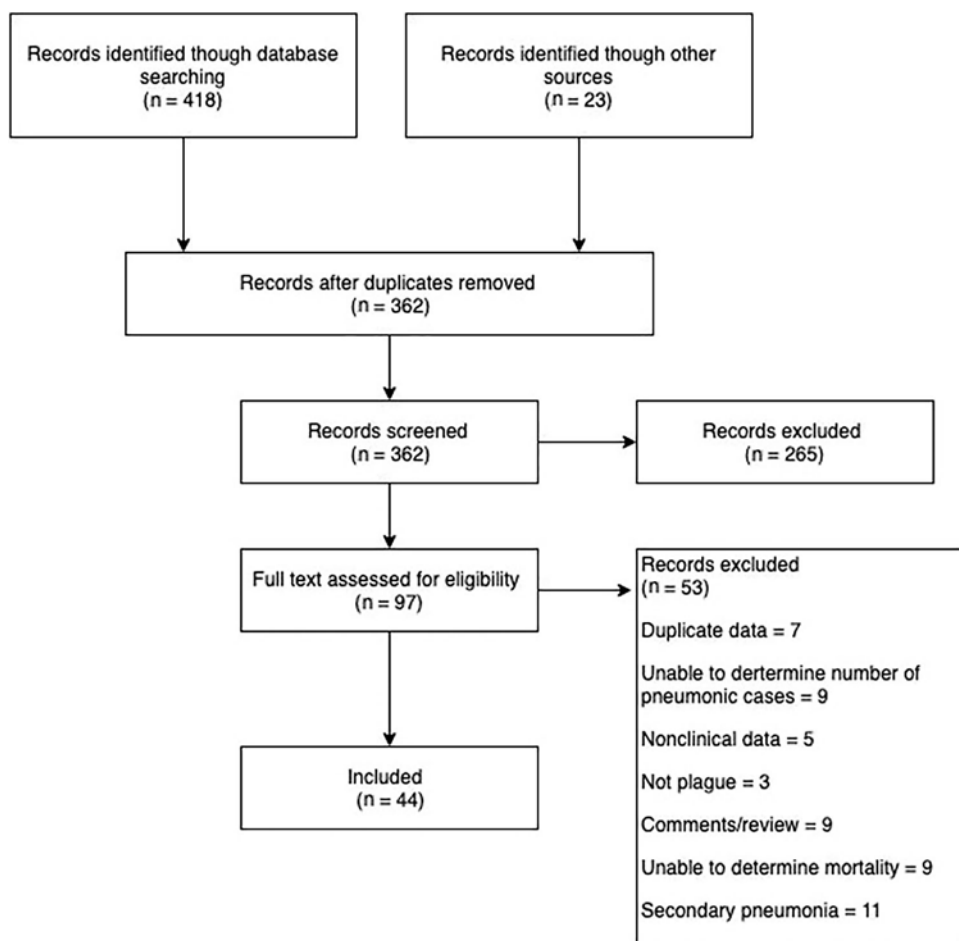 Records identified though database
searching
(n = 418)
Records identified though other
sources
(n = 23)
Records after duplicates removed
(n = 362)
Records screened
(n = 362)
Records excluded
(n = 265)
Full text assessed for eligibility
(n = 97)
Records excluded
(n = 53)
Duplicate data = 7
Unable to dertermine number of
pneumonic cases = 9
Nonclinical data = 5
Not plague = 3
Comments/review = 9
Unable to determine mortality = 9
Secondary pneumonia = 11
Included
(n = 44)